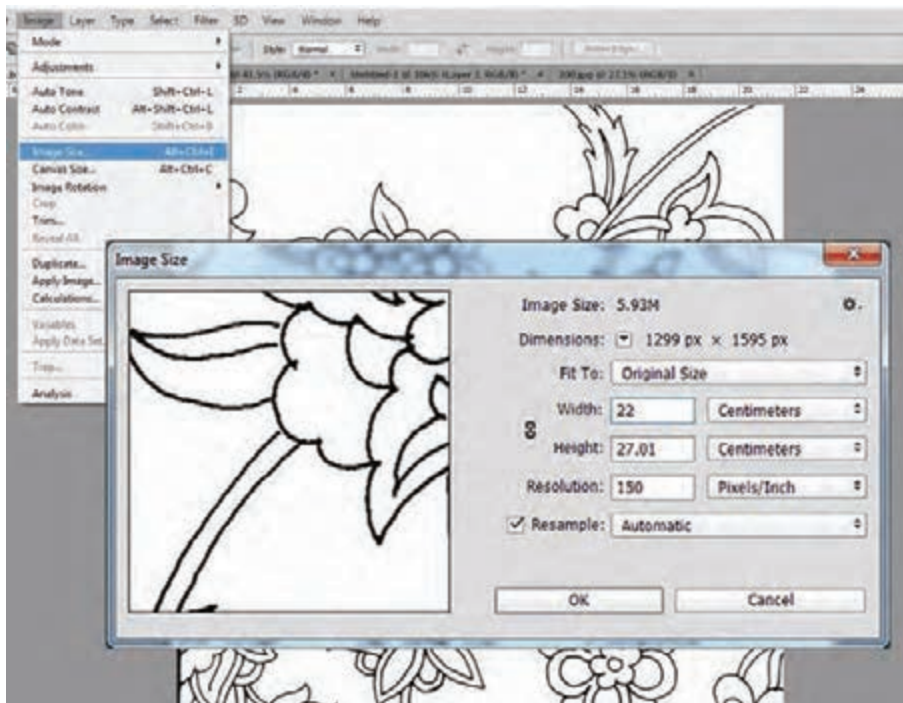 Image Layer Type Select Filter 3D View Window Help
Mode
Style: Normal
Adjustments
Auto Tone Shift+Ctrl+L
Auto Contrast Alt+Shift+Ctrl+L
Auto Color Shift+Ctrl+B
Image Size... Alt+Ctrl+I
Canvas Size... Alt+Ctrl+C
Image Rotation
Crop
Trim...
Reveal All
Duplicate...
Apply Image...
Calculations...
Variables
Apply Data Set...
Trap...
Analysis
Image Size
Image Size: 5.93M
Dimensions: 1299 px × 1595 px
Fit To: Original Size
Width: 22 Centimeters
Height: 27.01 Centimeters
Resolution: 150 Pixels/Inch
Resample: Automatic
OK Cancel